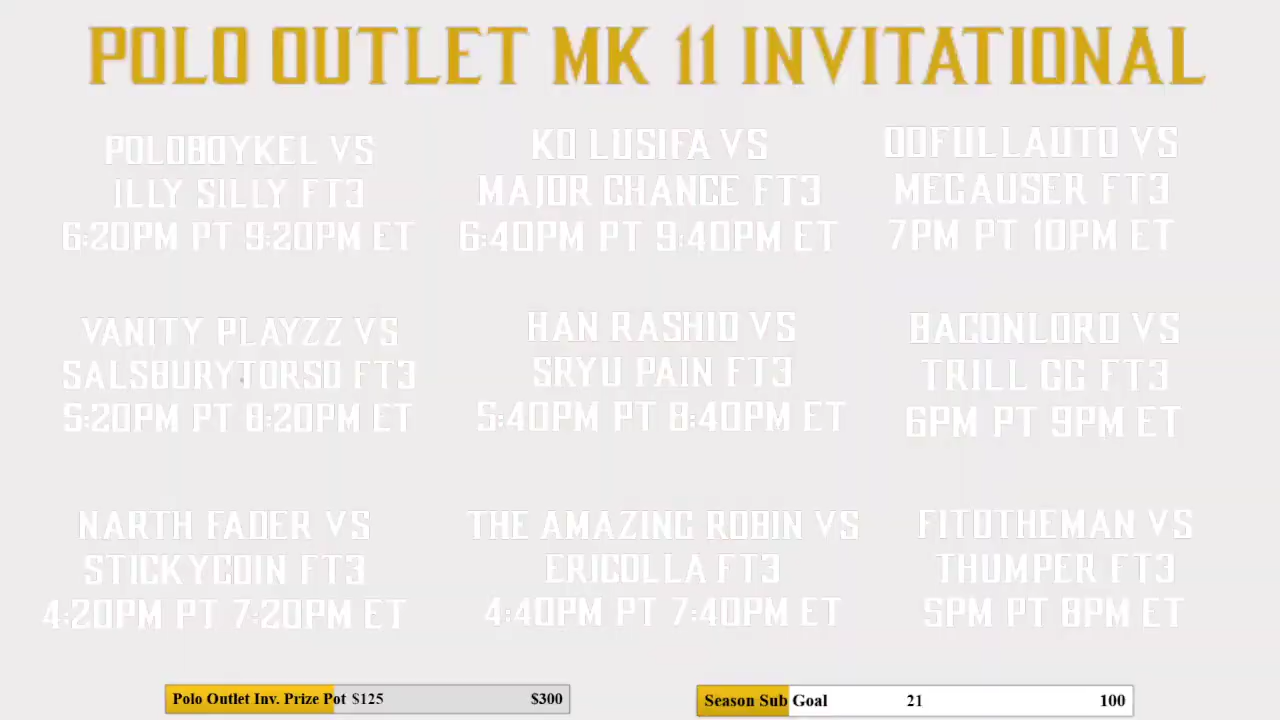 POLO OUTLET MK 11 INVITATIONAL
POLOBOYKEL VS
ILLY SILLY FT3
6:20PM PT 9:20PM ET
KO LUSIFA VS
MAJOR CHANCE FT3
6:40PM PT 9:40PM ET
OOFULLAUTO VS
MEGAUSER FT3
7PM PT 10PM ET
VANITY PLAYZZ VS
SALSBURYTORSO FT3
5:20PM PT 8:20PM ET
HAN RASHID VS
SRYU PAIN FT3
5:40PM PT 8:40PM ET
BACONLORD VS
TRILL GG FT3
6PM PT 9PM ET
NARTH FADER VS
STICKYCOIN FT3
4:20PM PT 7:20PM ET
THE AMAZING ROBIN VS
ERICOLLA FT3
4:40PM PT 7:40PM ET
FITOTHEMAN VS
THUMPER FT3
5PM PT 8PM ET
Polo Outlet Inv. Prize Pot $125 $300
Season Sub Goal 21 100